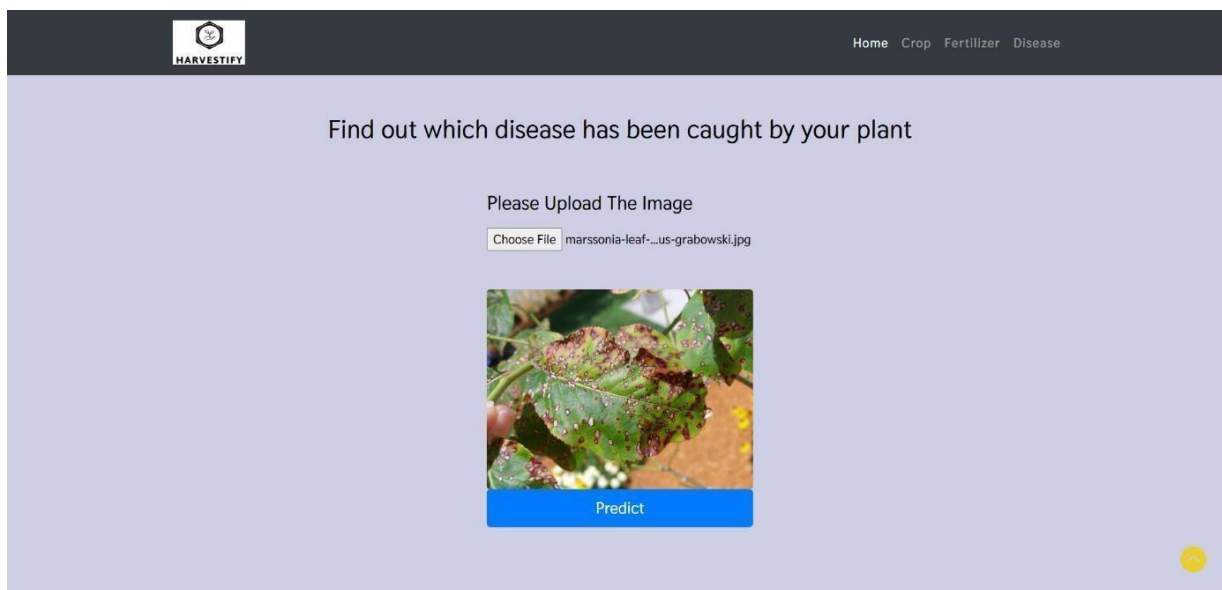 HARVESTIFY
Home Crop Fertilizer Disease
Find out which disease has been caught by your plant
Please Upload The Image
Choose File marssonia-leaf-...us-grabowski.jpg
Predict